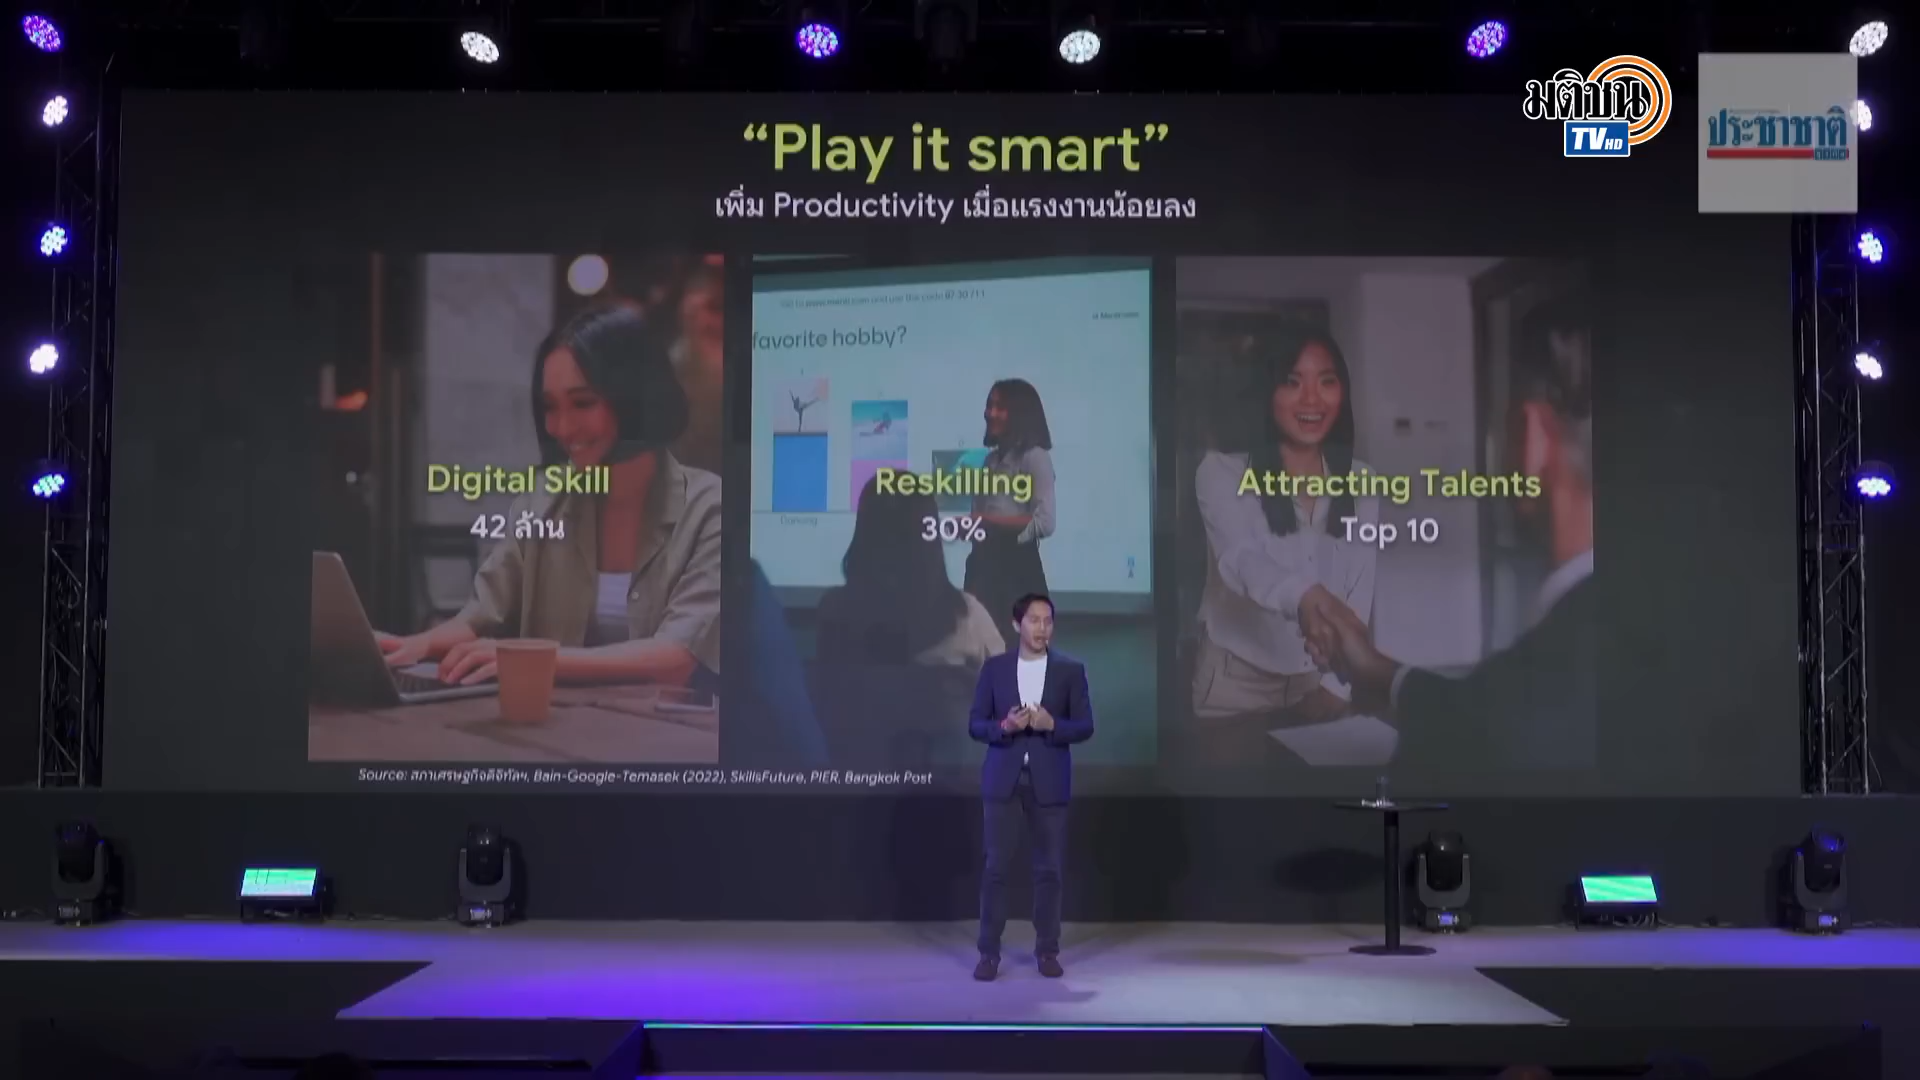 มติชน
TV HD
ประชาชาติ
“Play it smart”
เพิ่ม Productivity เมื่อแรงงานน้อยลง
favorite hobby?
Digital Skill
42 ล้าน
Reskilling
30%
Attracting Talents
Top 10
Dancing
Source: สภาเศรษฐกิจดิจิทัลฯ, Bain-Google-Temasek (2022), SkillsFuture, PIER, Bangkok Post